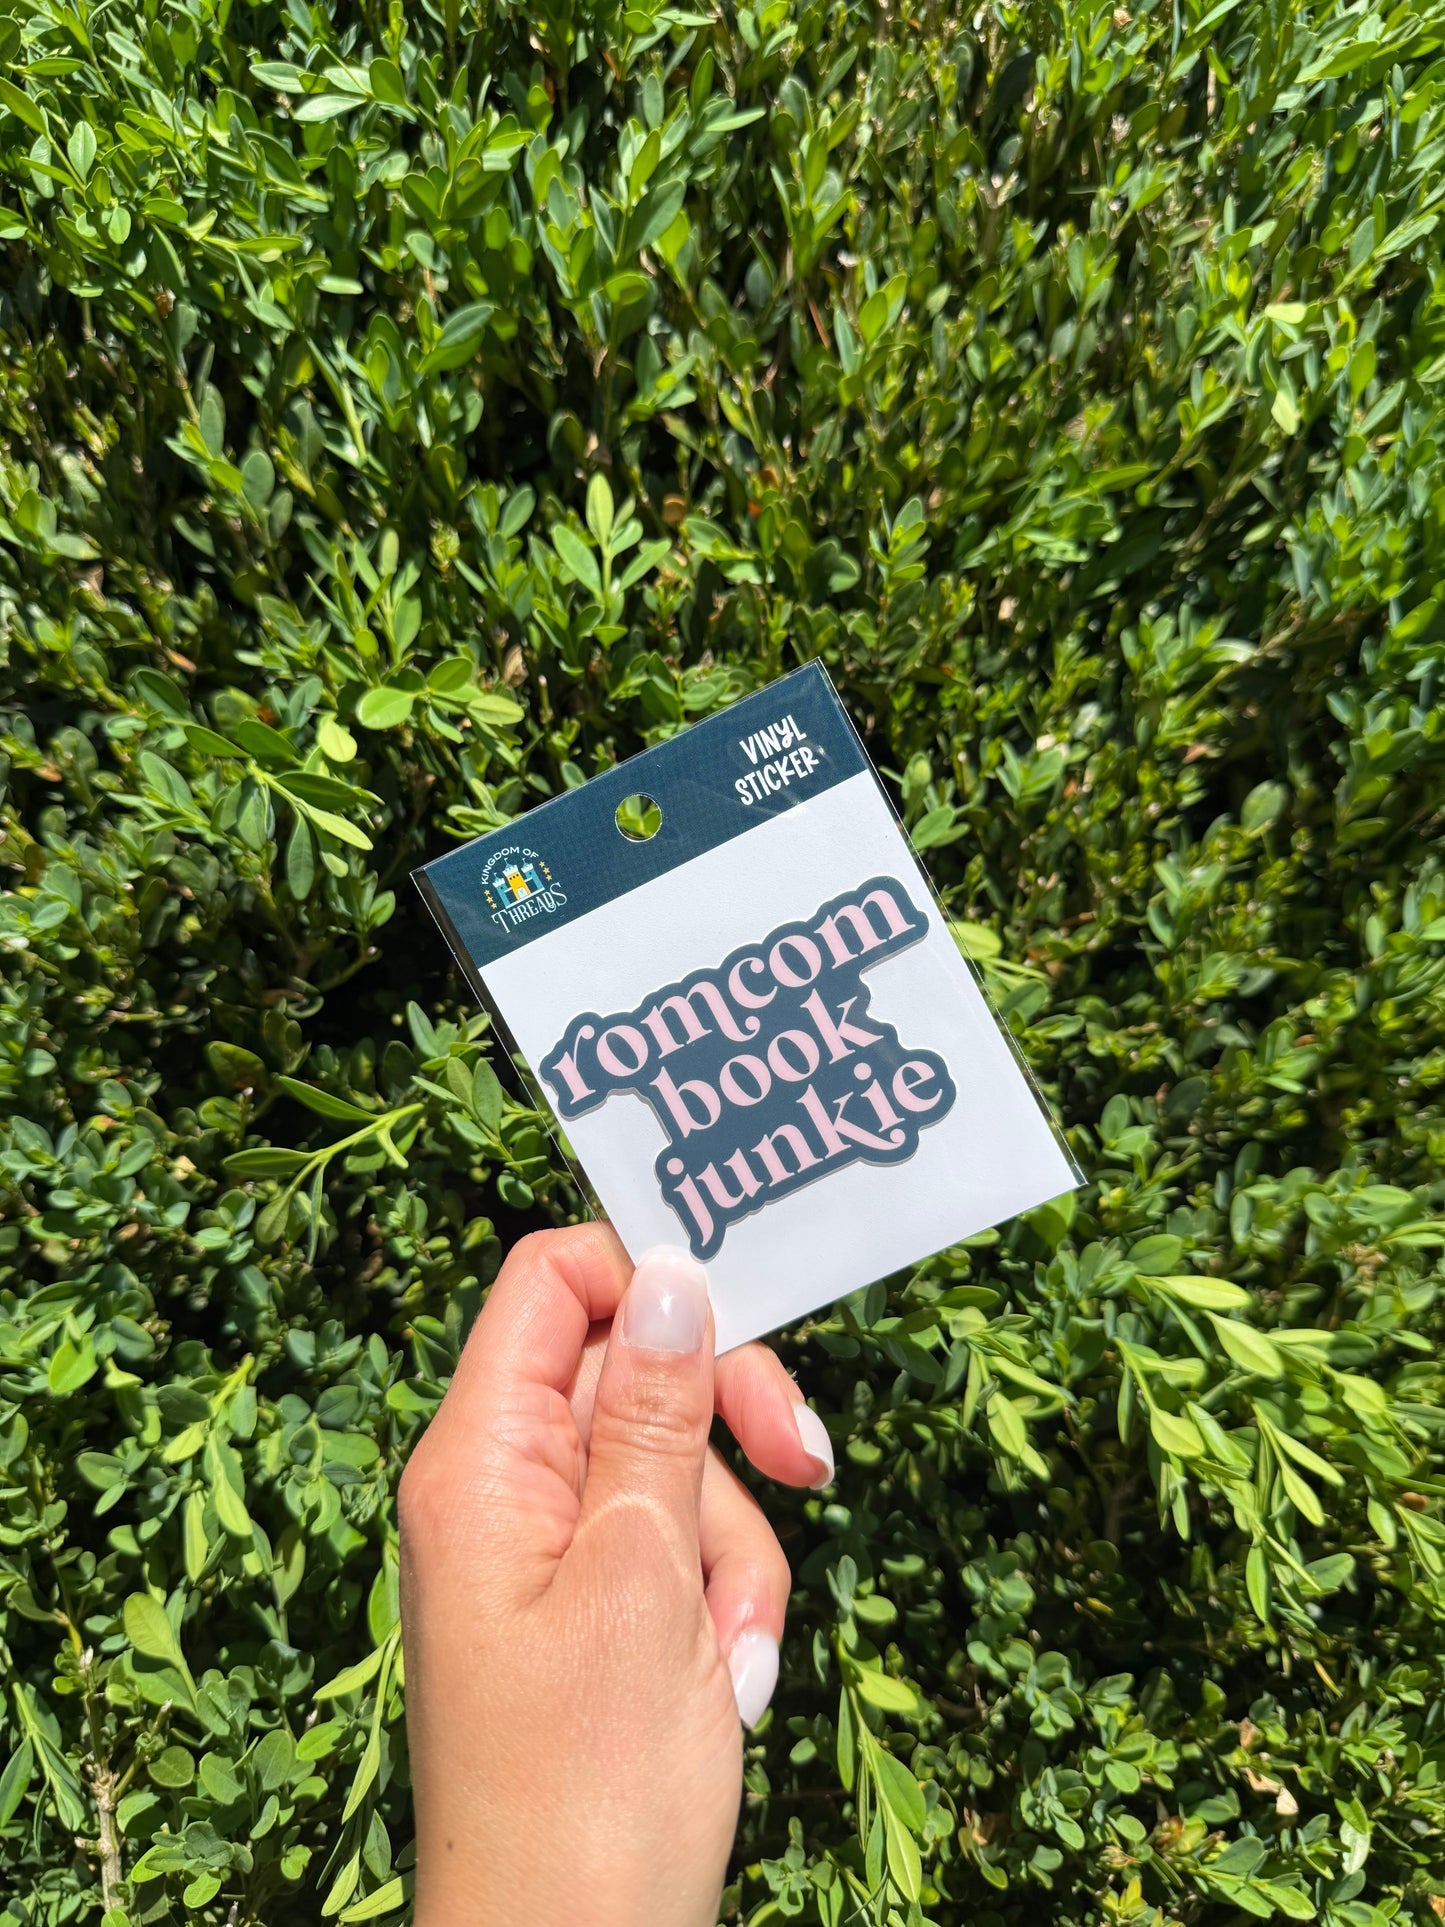 VINYL
STICKER
KINGDOM OF
THREADS
romcom
book
junkie